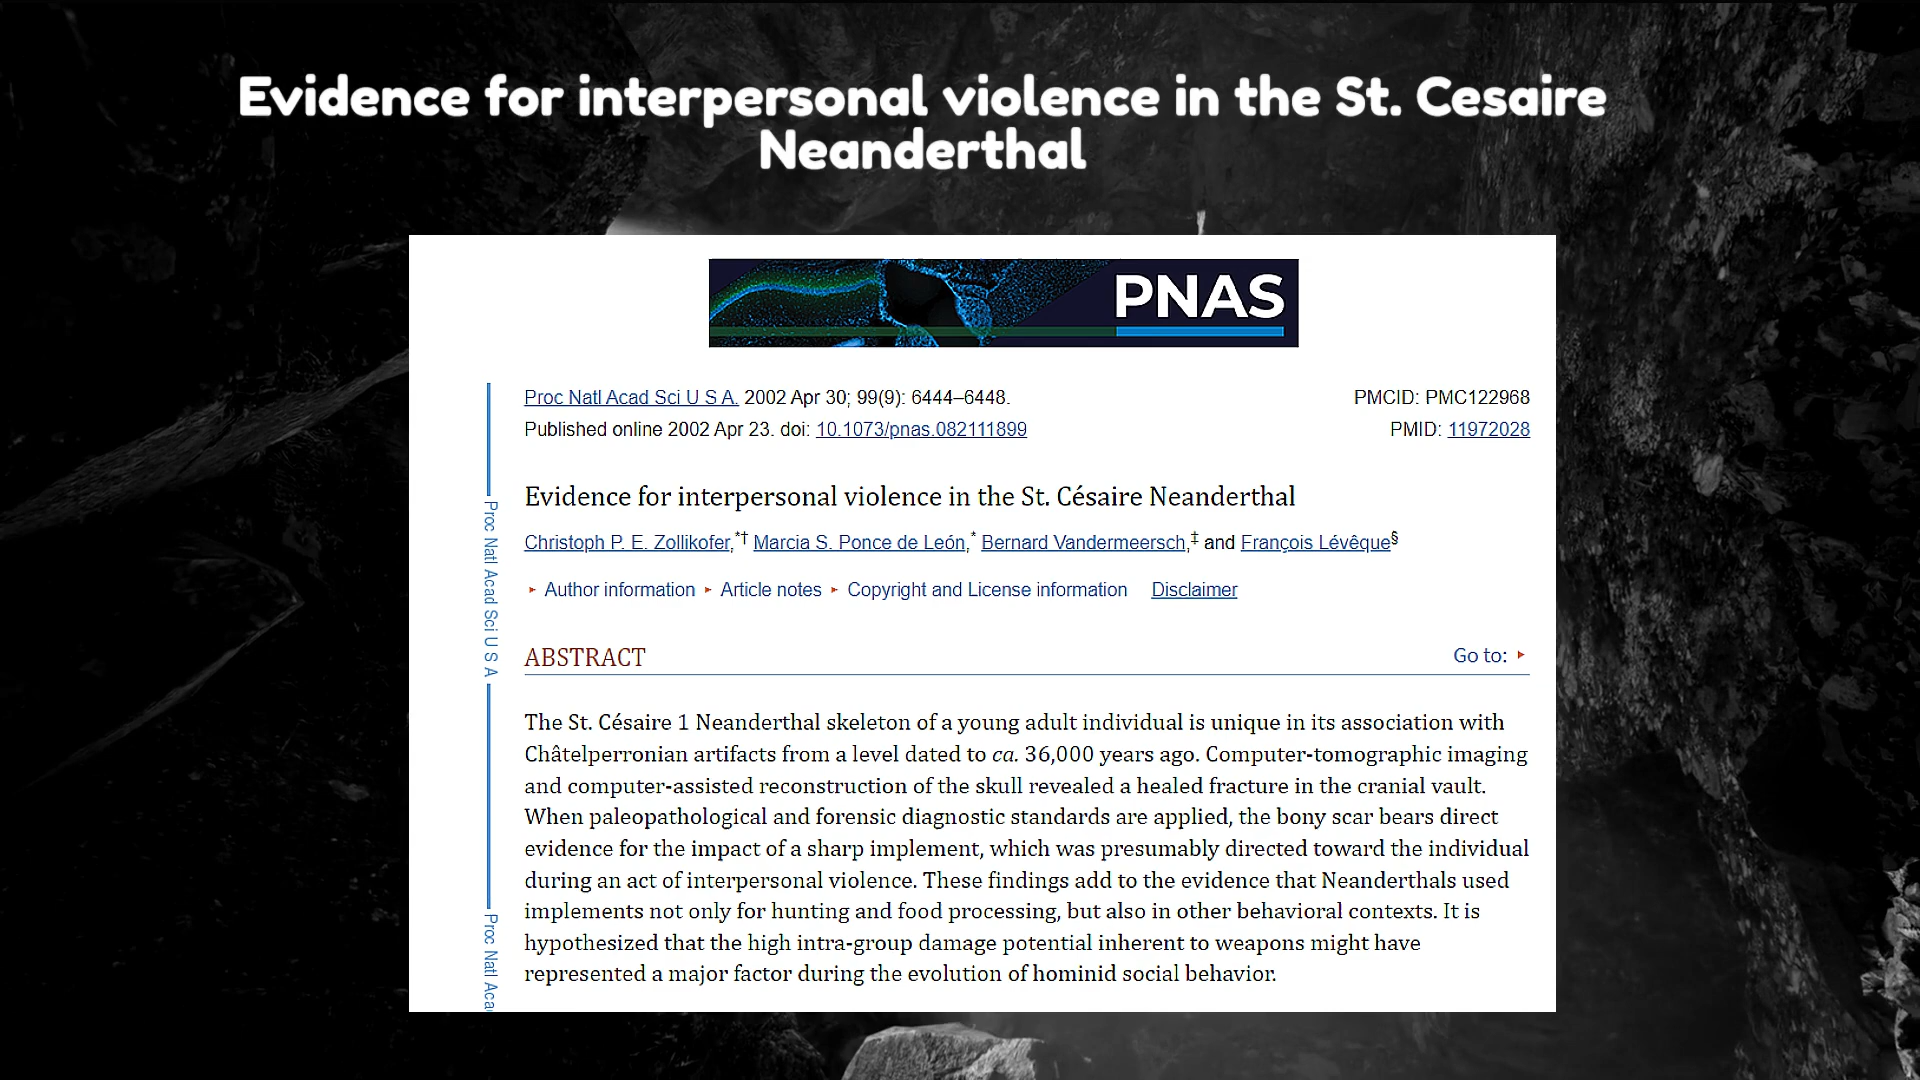 Evidence for interpersonal violence in the St. Cesaire
Neanderthal
PNAS
Proc Natl Acad Sci U S A. 2002 Apr 30; 99(9): 6444–6448.
PMCID: PMC122968
Published online 2002 Apr 23. doi: 10.1073/pnas.082111899
PMID: 11972028
Evidence for interpersonal violence in the St. Césaire Neanderthal
Christoph P. E. Zollikofer,*† Marcia S. Ponce de León,* Bernard Vandermeersch,‡ and François Lévêque§
▸ Author information ▸ Article notes ▸ Copyright and License information Disclaimer
ABSTRACT
Go to: ▸
The St. Césaire 1 Neanderthal skeleton of a young adult individual is unique in its association with
Châtelperronian artifacts from a level dated to ca. 36,000 years ago. Computer-tomographic imaging
and computer-assisted reconstruction of the skull revealed a healed fracture in the cranial vault.
When paleopathological and forensic diagnostic standards are applied, the bony scar bears direct
evidence for the impact of a sharp implement, which was presumably directed toward the individual
during an act of interpersonal violence. These findings add to the evidence that Neanderthals used
implements not only for hunting and food processing, but also in other behavioral contexts. It is
hypothesized that the high intra-group damage potential inherent to weapons might have
represented a major factor during the evolution of hominid social behavior.
Proc Natl Acad Sci U S A
Proc Natl Aca